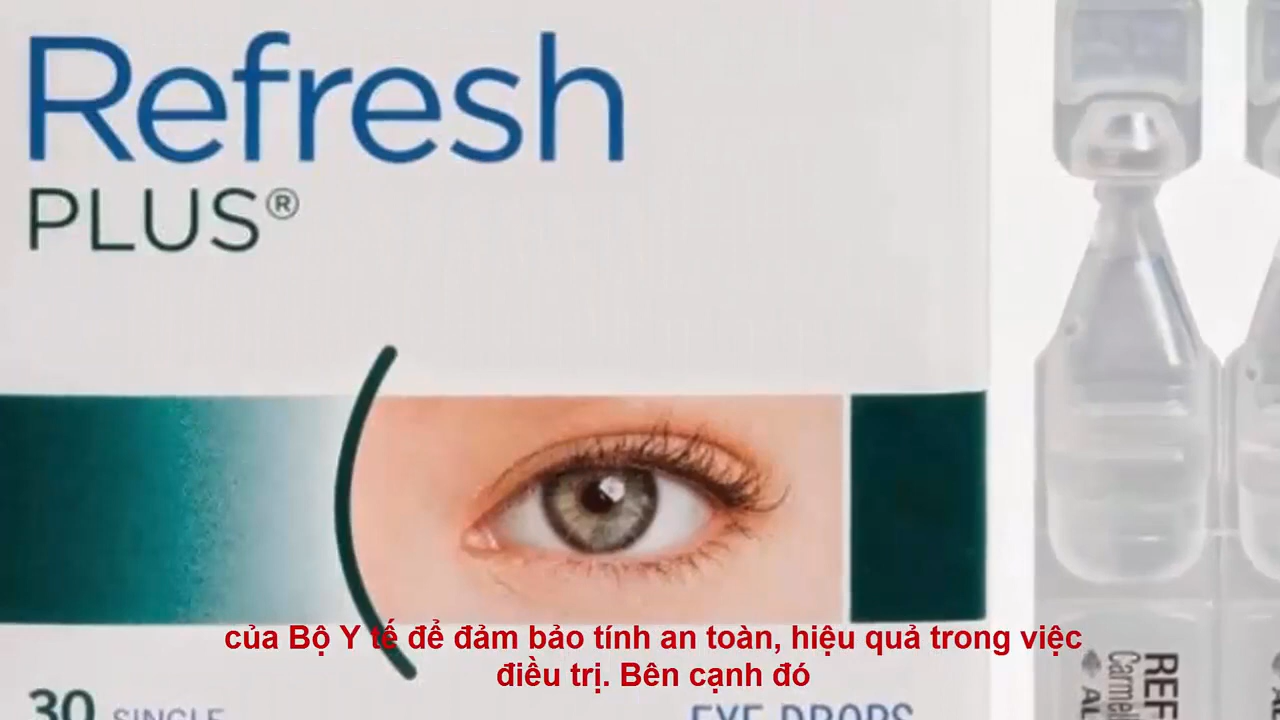 Refresh
PLUS®
của Bộ Y tế để đảm bảo tính an toàn, hiệu quả trong việc
điều trị. Bên cạnh đó
30 SINGLE
EYE DROPS